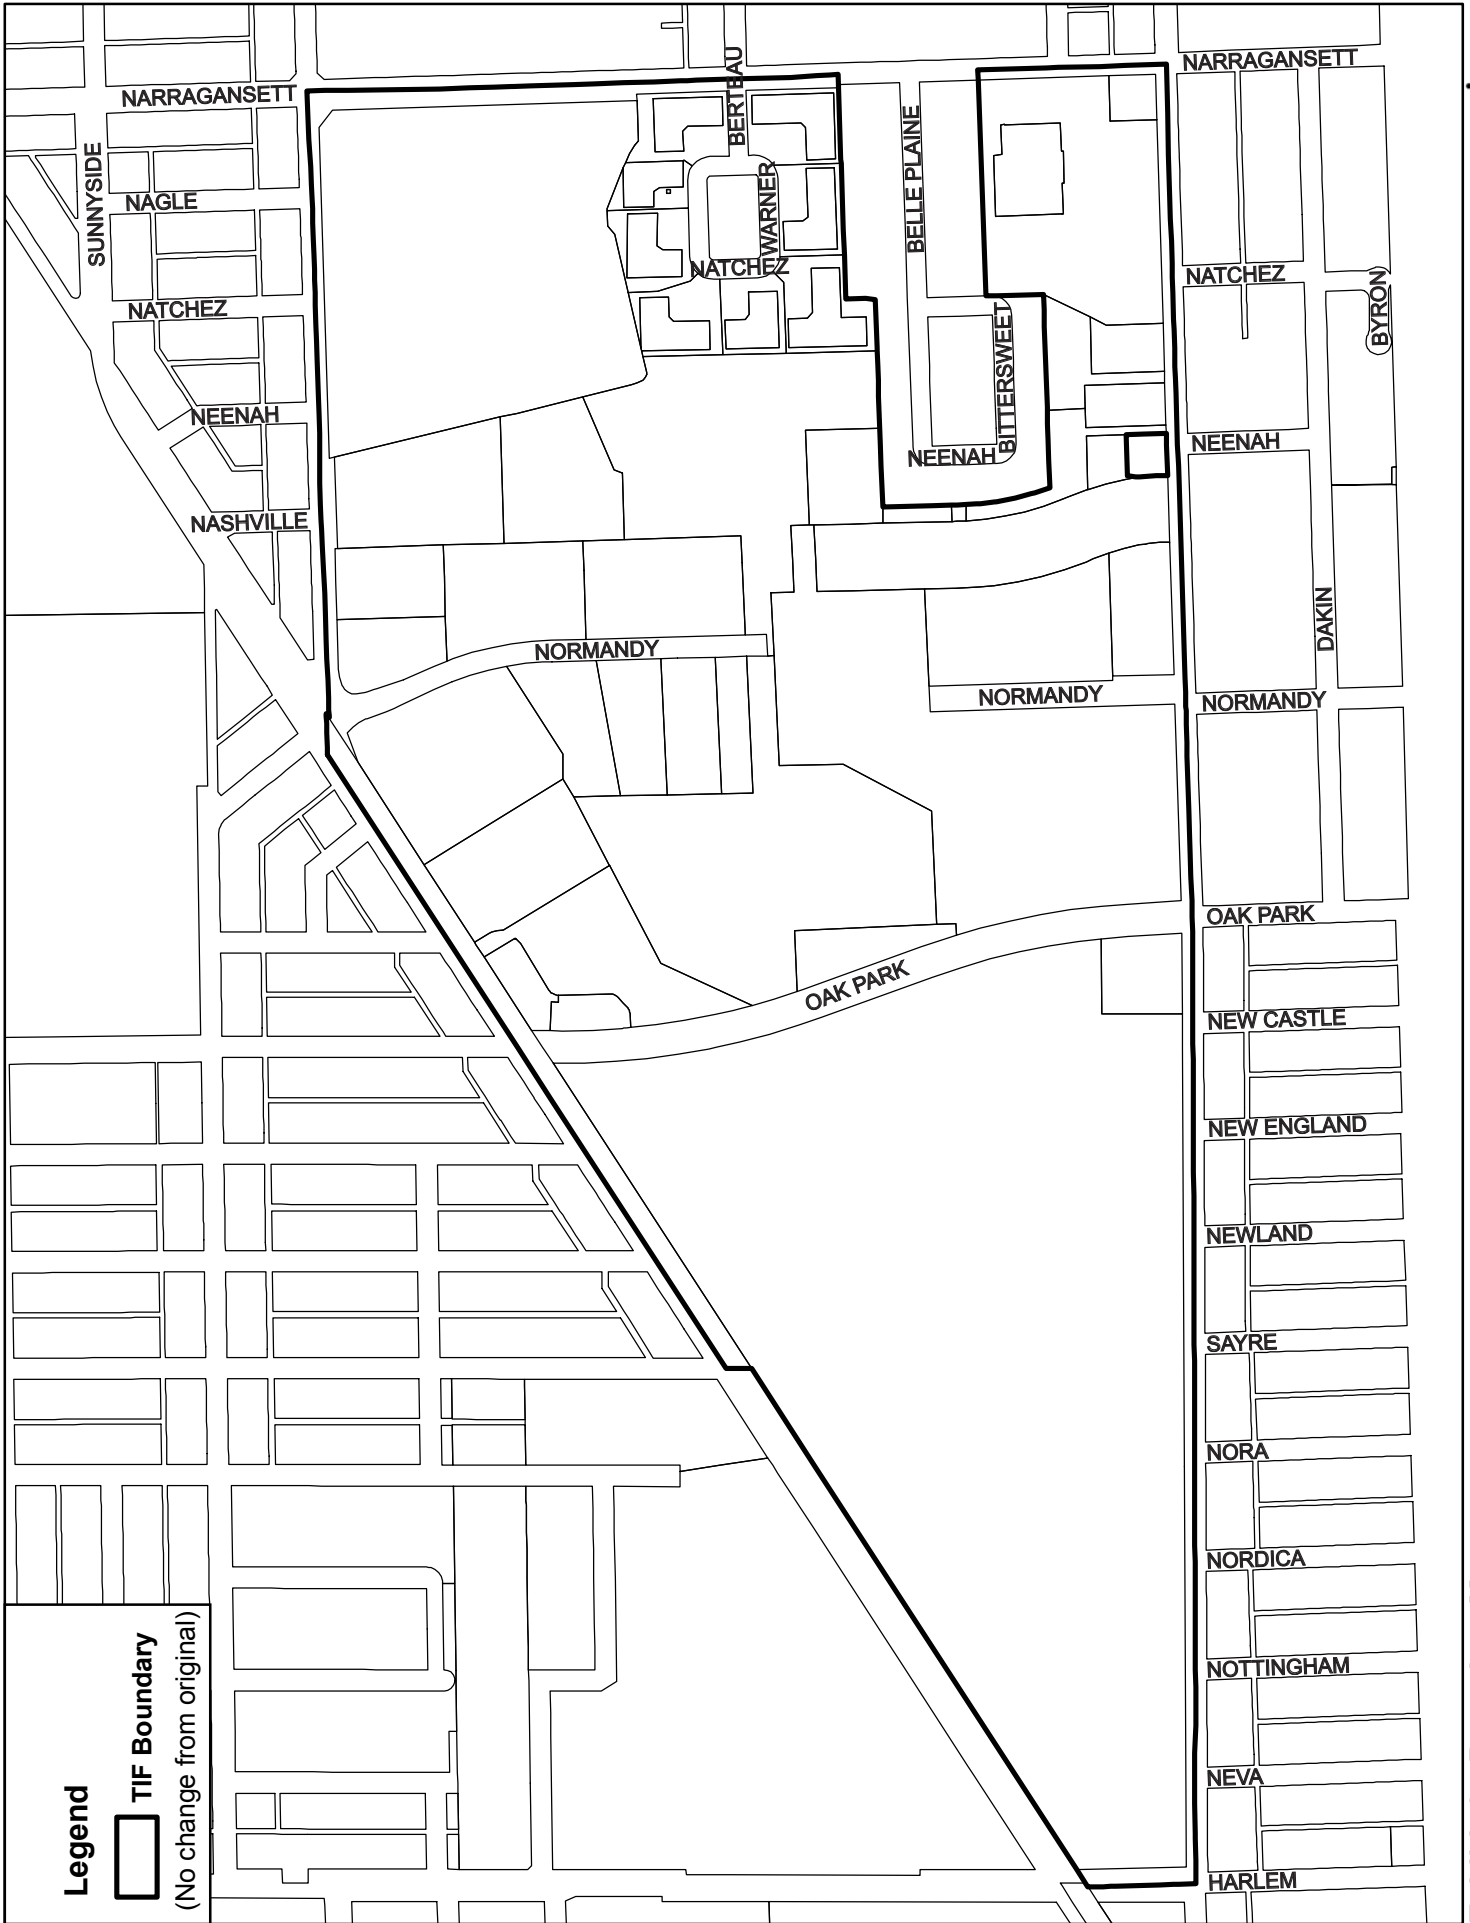 NARRAGANSETT
NARRAGANSETT
BERTEAU
BELLE PLAINE
SUNNYSIDE
NAGLE
WARNER
NATCHEZ
NATCHEZ
NATCHEZ
BYRON
BITTERSWEET
NEENAH
NEENAH
NEENAH
NASHVILLE
DAKIN
NORMANDY
NORMANDY
NORMANDY
OAK PARK
OAK PARK
NEW CASTLE
NEW ENGLAND
NEWLAND
SAYRE
NORA
NORDICA
NOTTINGHAM
NEVA
HARLEM
Legend
TIF Boundary
(No change from original)